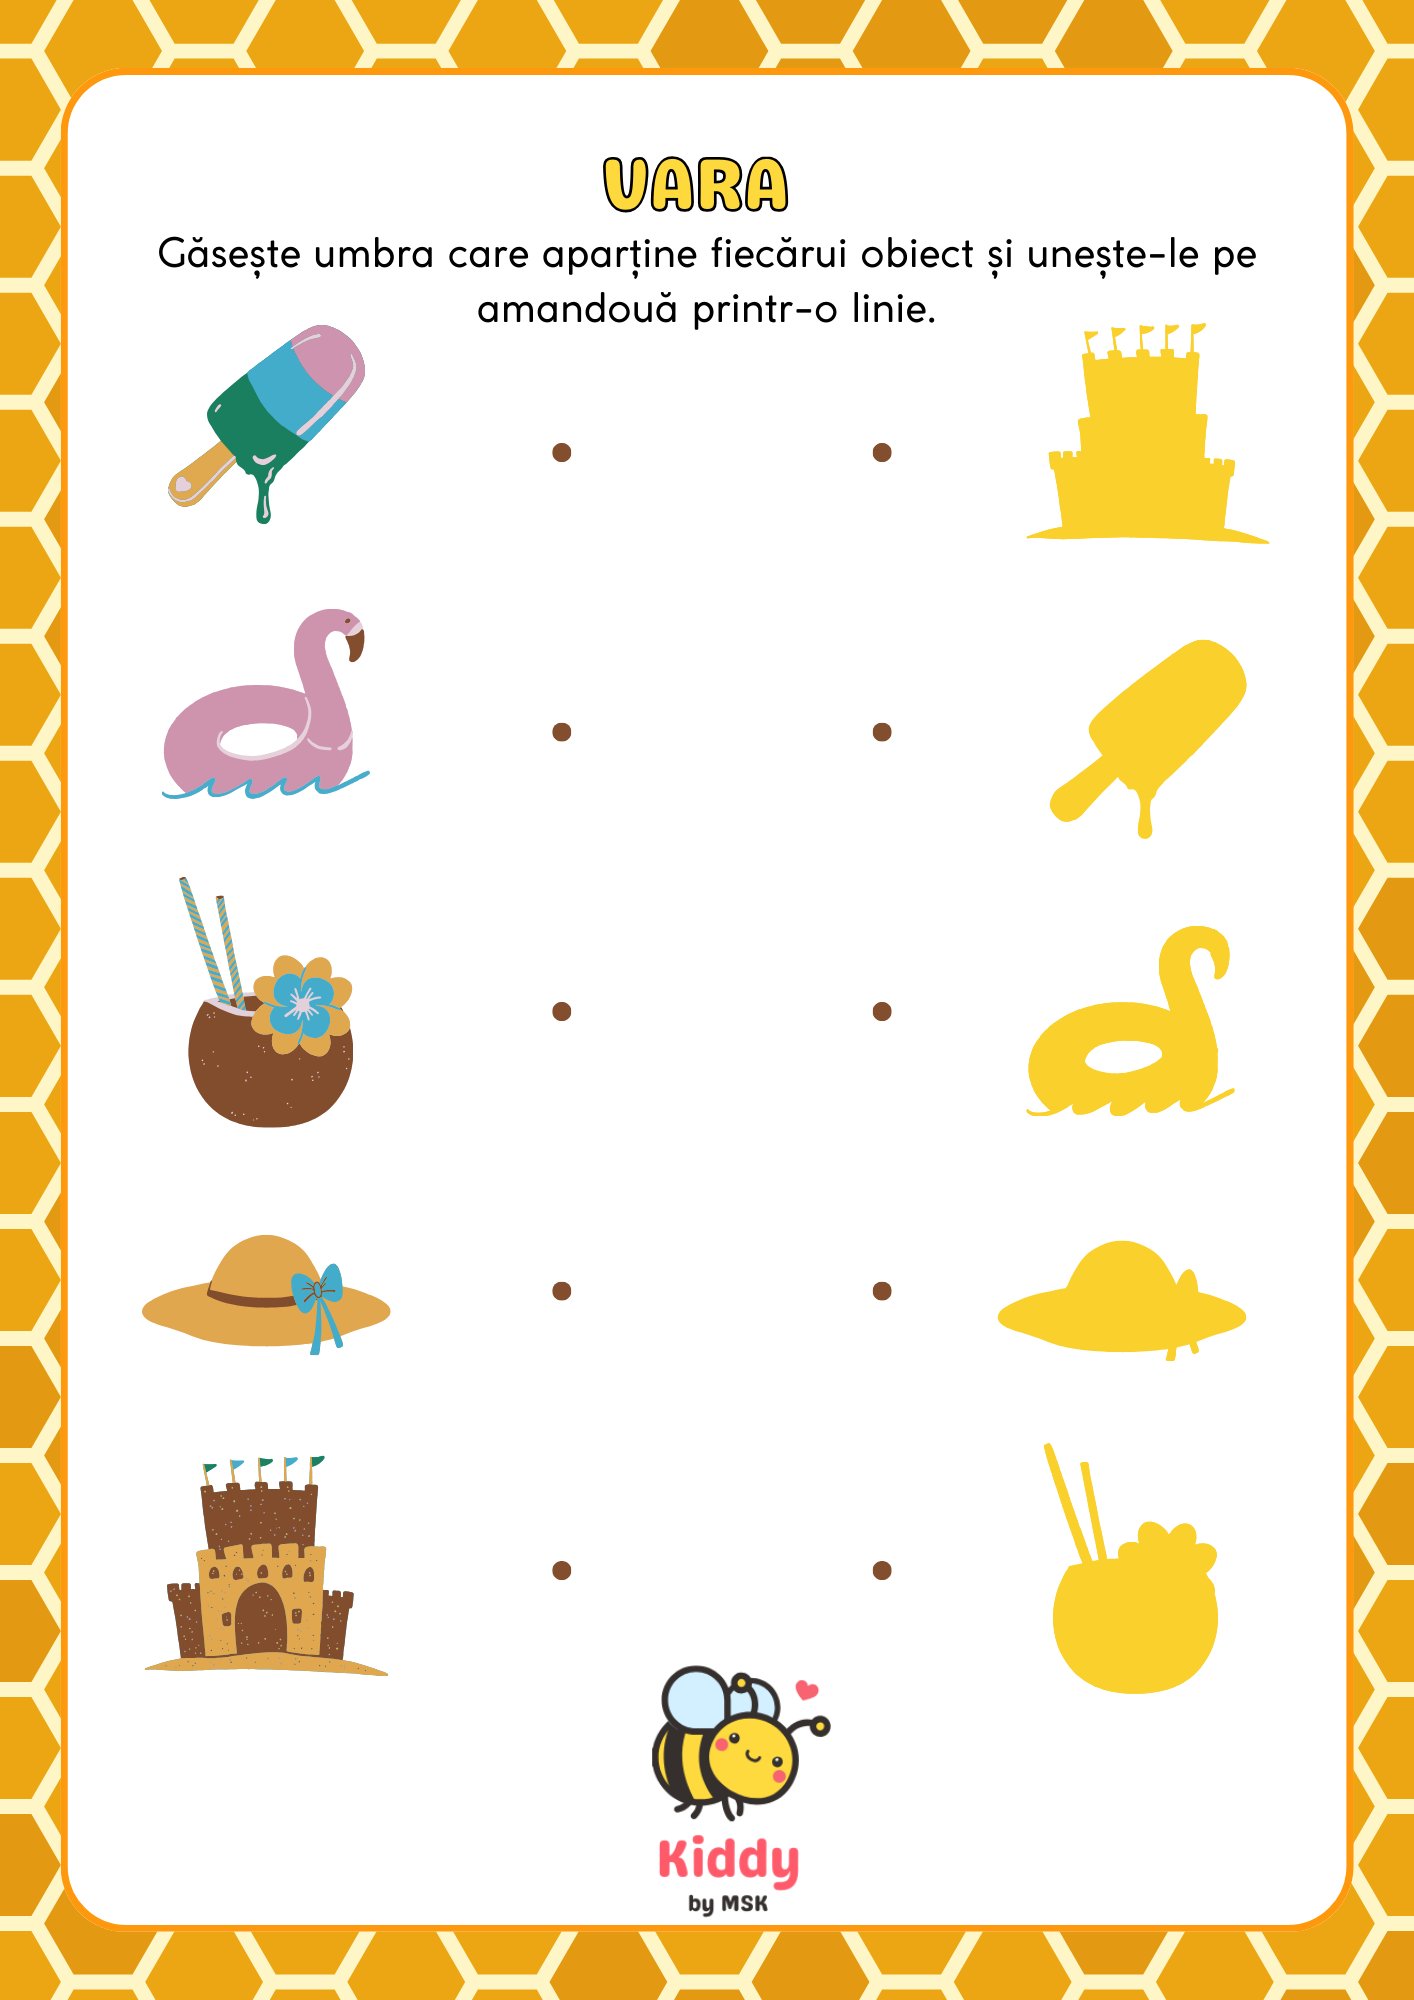 VARA
Găsește umbra care aparține fiecărui obiect și unește-le pe
amandouă printr-o linie.
Kiddy
by MSK